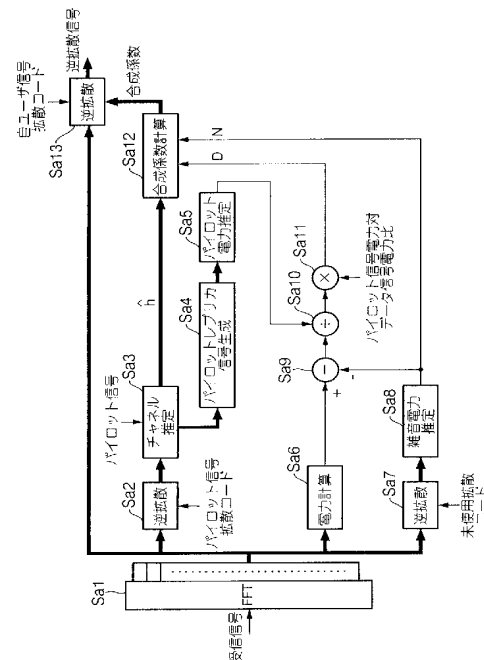 受信信号
Sa1
FFT
Sa2
逆拡散
パイロット信号
拡散コード
パイロット信号
Sa3
チャネル
推定
ĥ
Sa4
パイロットレプリカ
信号生成
Sa5
パイロット
電力推定
Sa6
電力計算
Sa7
逆拡散
未使用拡散
コード
Sa8
雑音電力
推定
Sa9
+
-
-
Sa10
÷
Sa11
×
パイロット信号電力対
データ信号電力比
D
N
Sa12
合成係数計算
合成係数
自ユーザ信号
拡散コード
Sa13
逆拡散
逆拡散信号